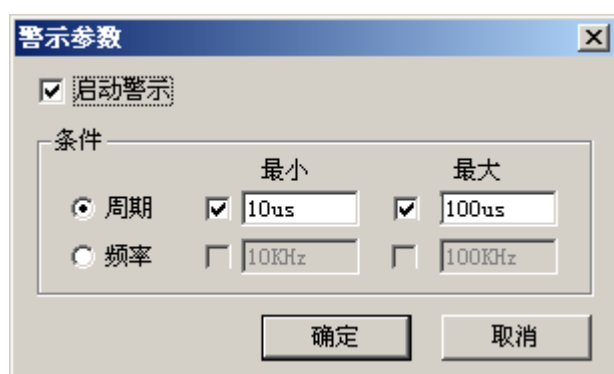 警示参数
启动警示
条件
最小 最大
周期 10us 100us
频率 10KHz 100KHz
确定 取消